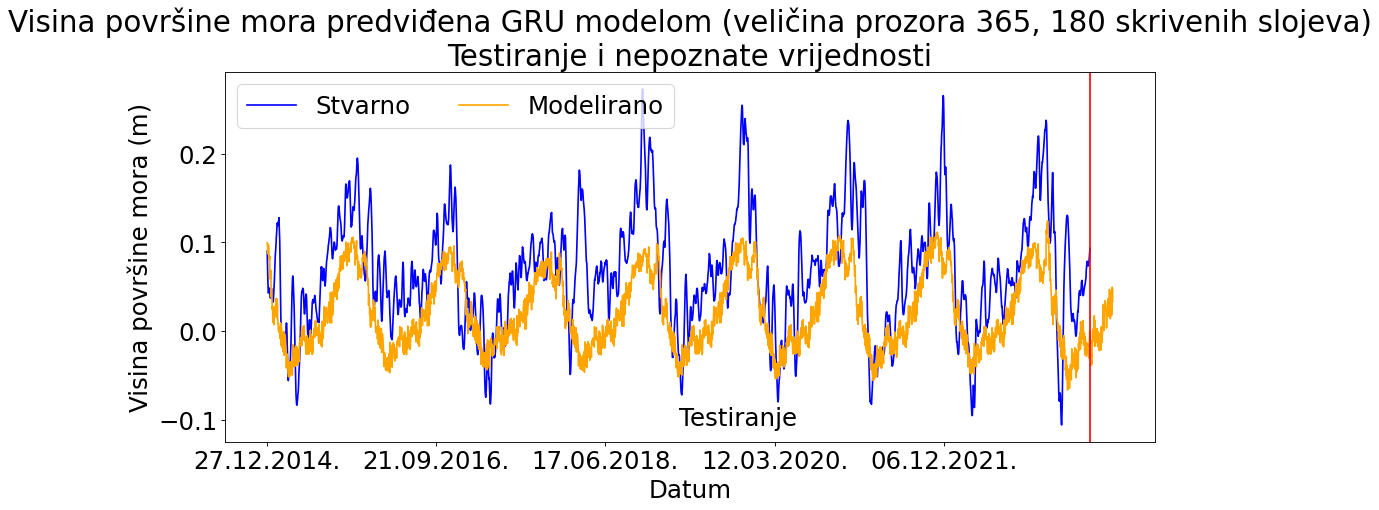 Visina površine mora predviđena GRU modelom (veličina prozora 365, 180 skrivenih slojeva)
Testiranje i nepoznate vrijednosti
Stvarno
Modelirano
Visina površine mora (m)
0.2
0.1
0.0
−0.1
Testiranje
27.12.2014.
21.09.2016.
17.06.2018.
12.03.2020.
06.12.2021.
Datum